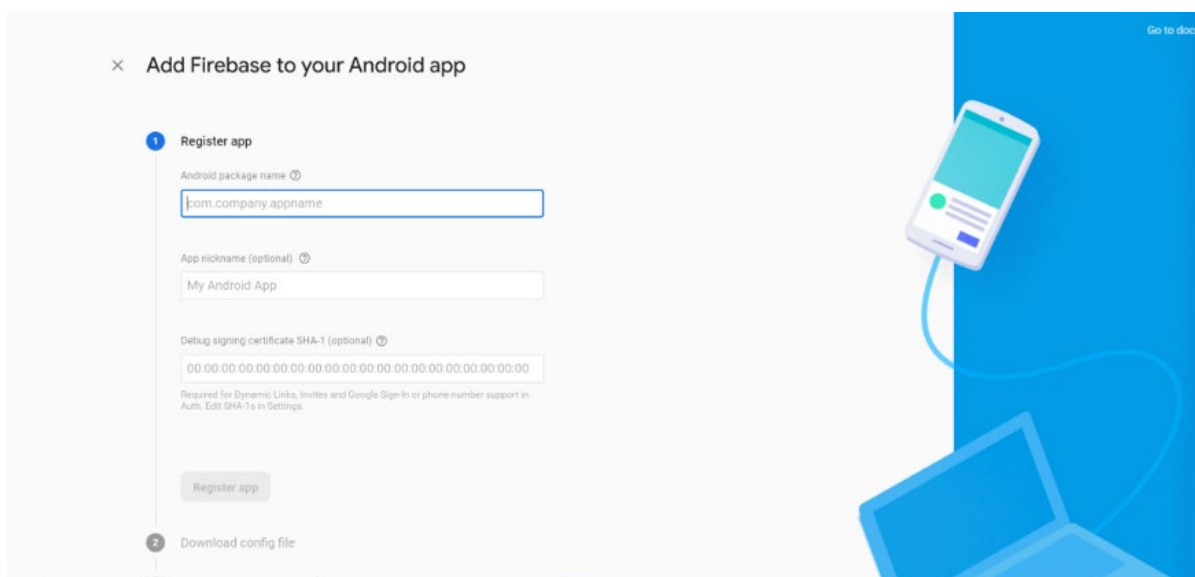 Go to doc
Add Firebase to your Android app
1 Register app
Android package name
com.company.appname
App nickname (optional)
My Android App
Debug signing certificate SHA-1 (optional)
00:00:00:00:00:00:00:00:00:00:00:00:00:00:00:00:00:00:00:00
Required for Dynamic Links, Invites and Google Sign-In or phone number support in
Auth. Edit SHA-1s in Settings.
Register app
2 Download config file